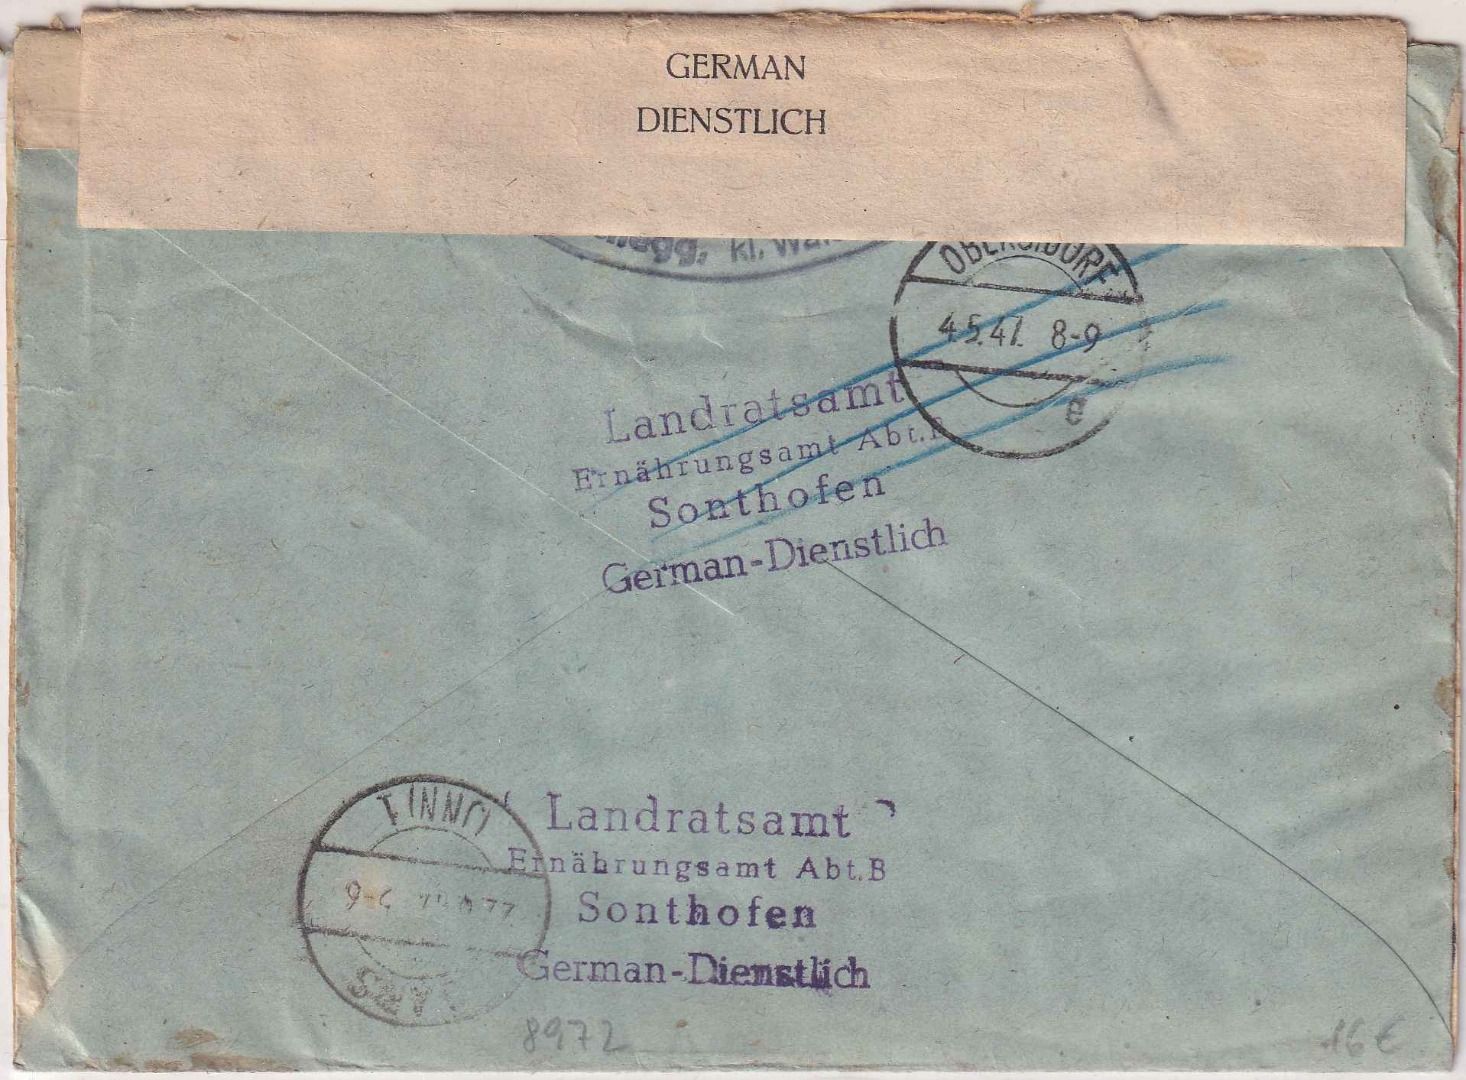 GERMAN
DIENSTLICH
kl.
4.5.47. 8-9
e
Landratsamt
Ernährungsamt Abt.B
Sonthofen
German-Dienstlich
Landratsamt
Ernährungsamt Abt.B
Sonthofen
German-Dienstlich
8972
16 €